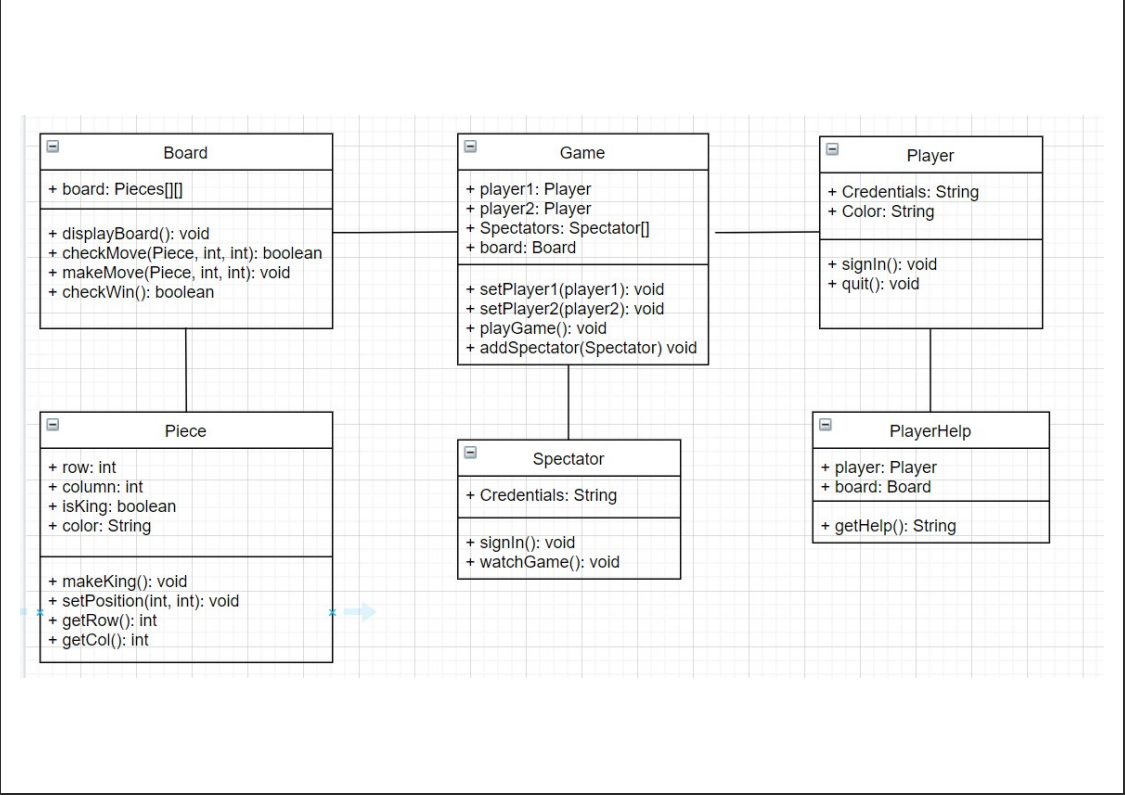 Board
+ board: Pieces[][]
+ displayBoard(): void
+ checkMove(Piece, int, int): boolean
+ makeMove(Piece, int, int): void
+ checkWin(): boolean
Game
+ player1: Player
+ player2: Player
+ Spectators: Spectator[]
+ board: Board
+ setPlayer1(player1): void
+ setPlayer2(player2): void
+ playGame(): void
+ addSpectator(Spectator) void
Player
+ Credentials: String
+ Color: String
+ signIn(): void
+ quit(): void
Piece
+ row: int
+ column: int
+ isKing: boolean
+ color: String
+ makeKing(): void
+ setPosition(int, int): void
+ getRow(): int
+ getCol(): int
Spectator
+ Credentials: String
+ signIn(): void
+ watchGame(): void
PlayerHelp
+ player: Player
+ board: Board
+ getHelp(): String